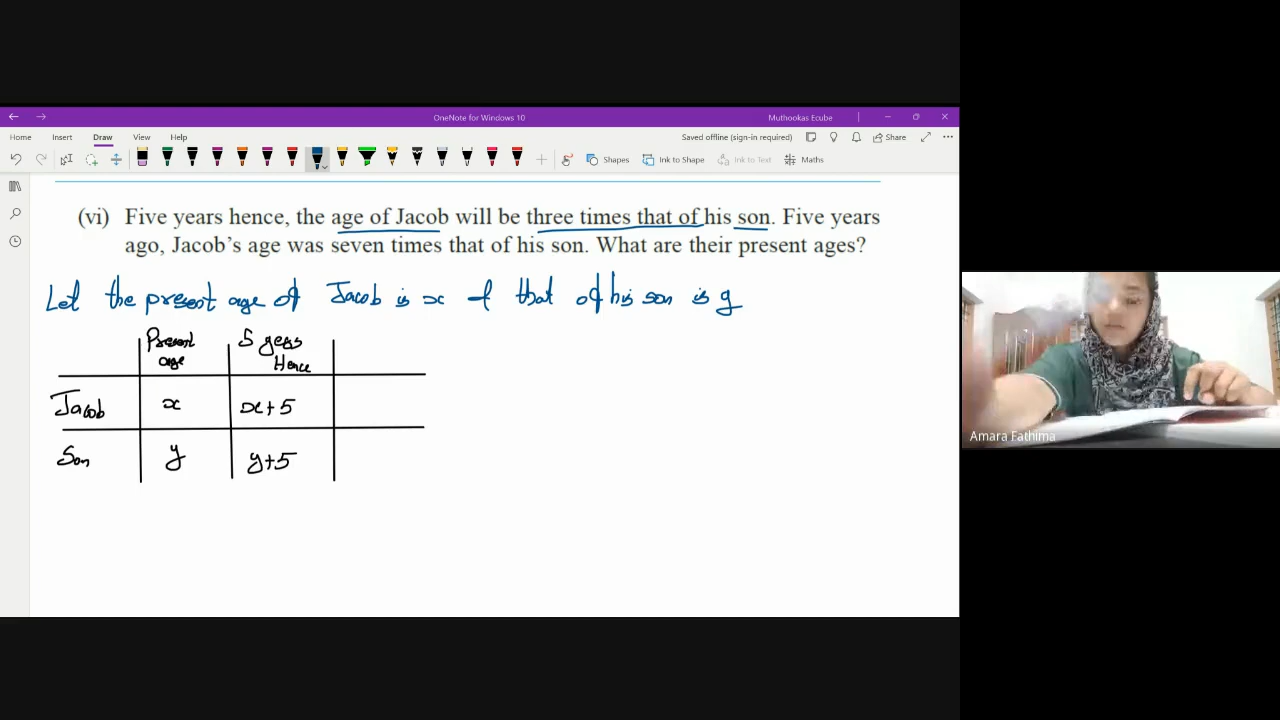 OneNote for Windows 10
Muthookas Ecube
Home Insert Draw View Help
Saved offline (sign-in required)
Share
Shapes
Ink to Shape
Ink to Text
Maths
(vi) Five years hence, the age of Jacob will be three times that of his son. Five years
ago, Jacob's age was seven times that of his son. What are their present ages?
Let the present age of Jacob is x & that of his son is y
Present age 5 years Hence
Jacob x x+5
Son y y+5
Amara Fathima